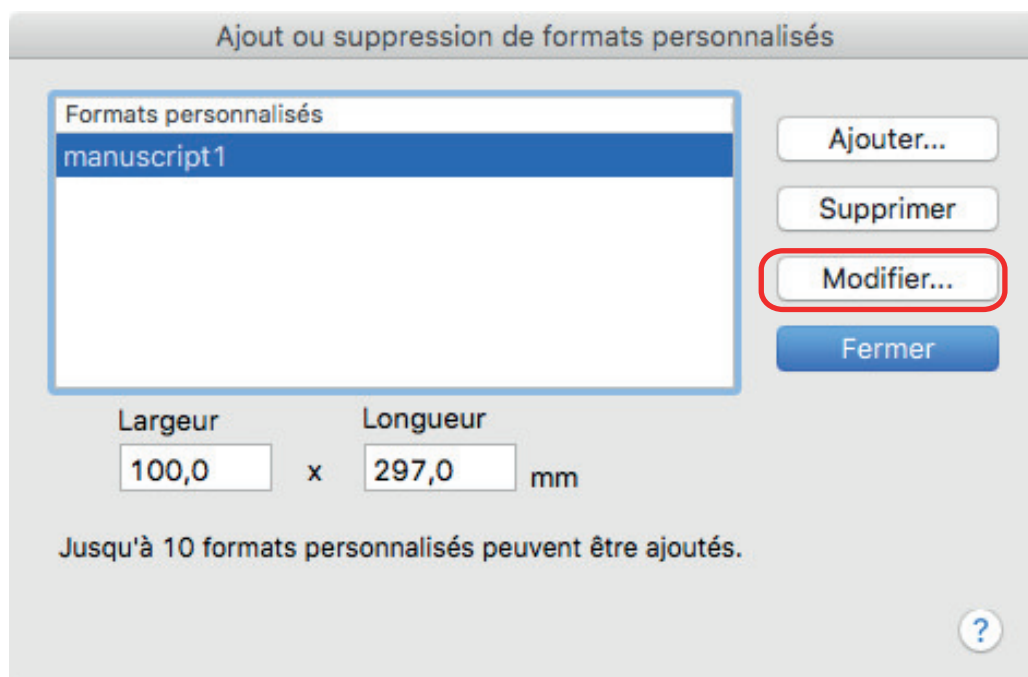 Ajout ou suppression de formats personnalisés
Formats personnalisés
manuscript1
Ajouter...
Supprimer
Modifier...
Fermer
Largeur Longueur
100,0 x 297,0 mm
Jusqu'à 10 formats personnalisés peuvent être ajoutés.
?